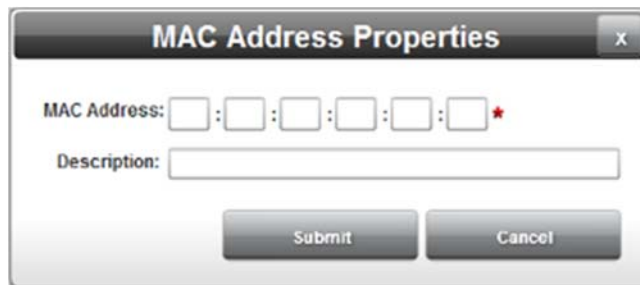 MAC Address Properties x
MAC Address: : : : : : *
Description:
Submit Cancel